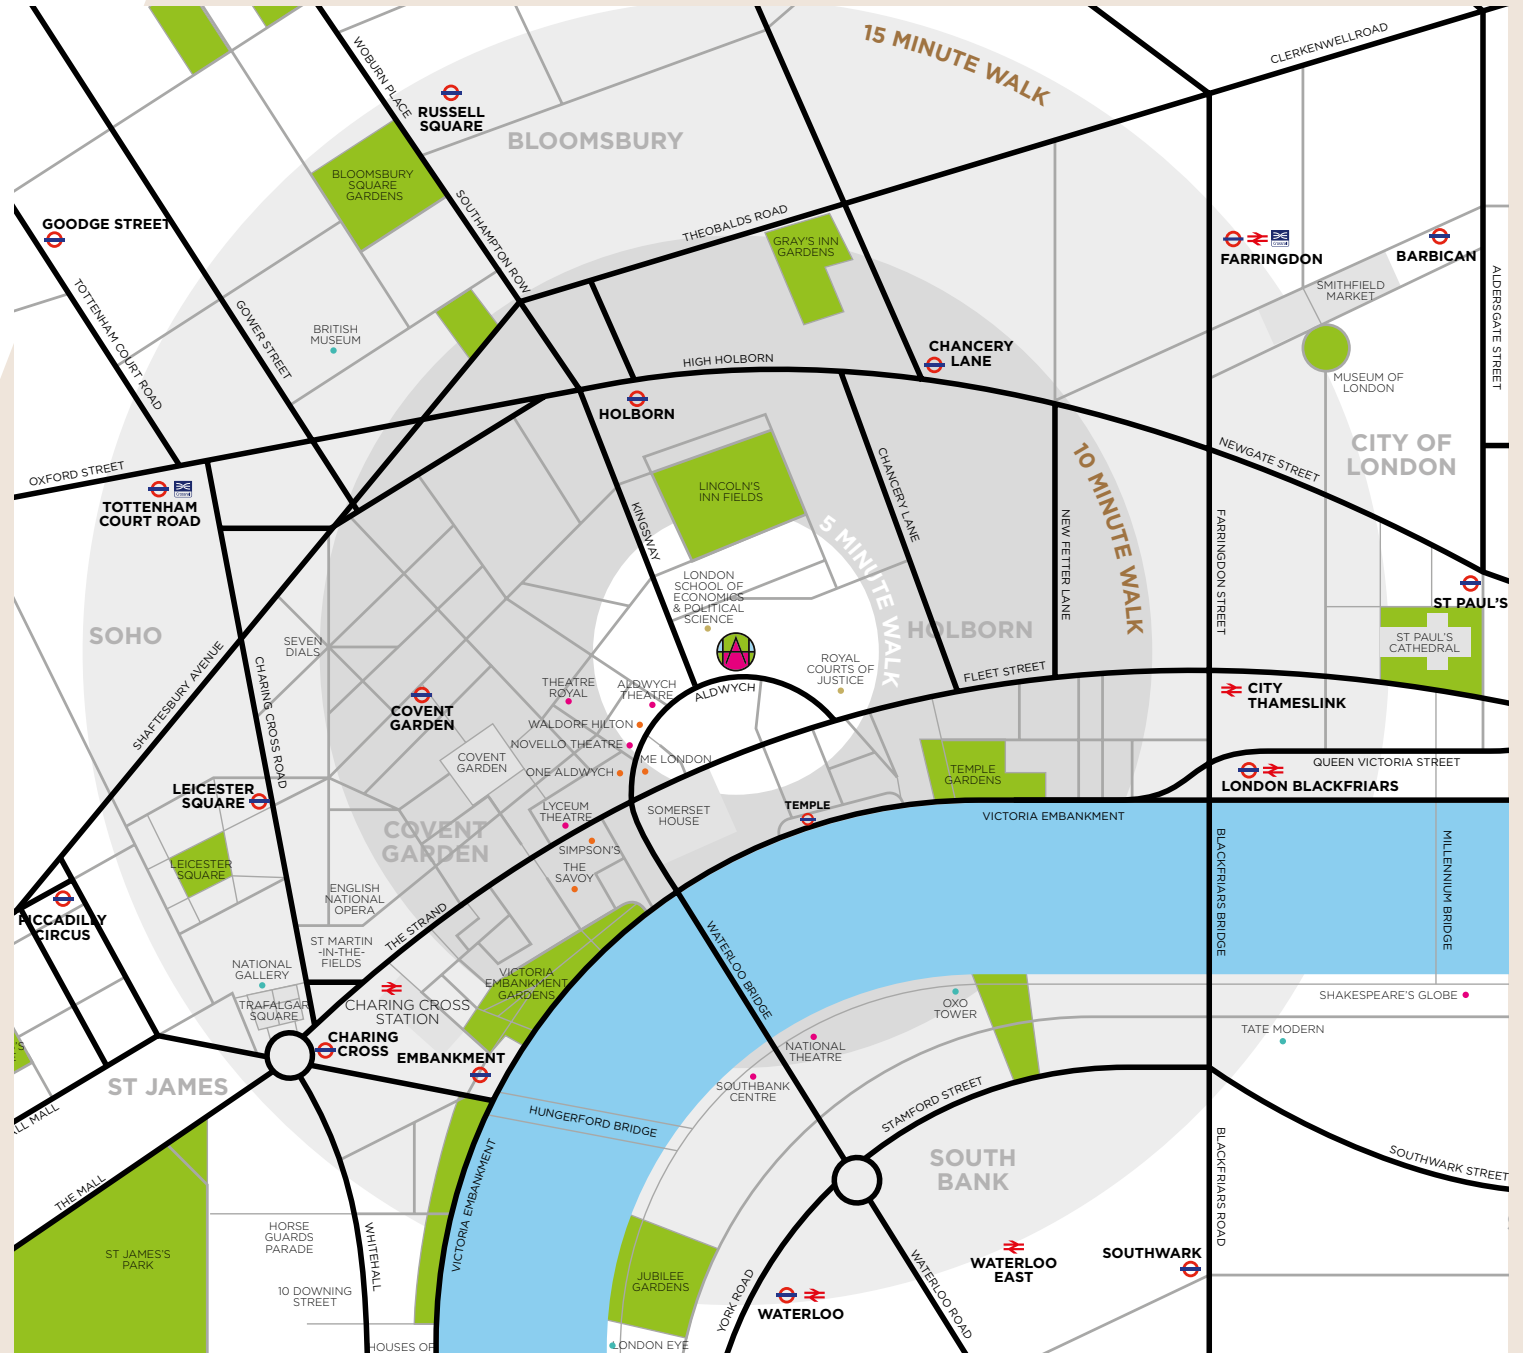 15 MINUTE WALK
CLERKENWELLROAD
WOBURN PLACE
RUSSELL
SQUARE
BLOOMSBURY
BLOOMSBURY
SQUARE
GARDENS
GOODGE STREET
SOUTHAMPTON ROW
THEOBALDS ROAD
GRAY'S INN
GARDENS
FARRINGDON
BARBICAN
SMITHFIELD
MARKET
ALDERSGATE STREET
TOTTENHAM COURT ROAD
GOWER STREET
BRITISH
MUSEUM
HIGH HOLBORN
CHANCERY
LANE
MUSEUM OF
LONDON
HOLBORN
CITY OF
LONDON
NEWGATE STREET
OXFORD STREET
TOTTENHAM
COURT ROAD
LINCOLN'S
INN FIELDS
KINGSWAY
CHANCERY LANE
10 MINUTE WALK
5 MINUTE WALK
NEW FETTER LANE
FARRINGDON STREET
LONDON
SCHOOL OF
ECONOMICS
& POLITICAL
SCIENCE
ST PAUL'S
ST PAUL'S
CATHEDRAL
SOHO
SEVEN
DIALS
HOLBORN
SHAFTESBURY AVENUE
CHARING CROSS ROAD
ROYAL
COURTS OF
JUSTICE
FLEET STREET
THEATRE
ROYAL
ALDWYCH
THEATRE
ALDWYCH
COVENT
GARDEN
WALDORF HILTON
NOVELLO THEATRE
ME LONDON
ONE ALDWYCH
COVENT
GARDEN
CITY
THAMESLINK
QUEEN VICTORIA STREET
LONDON BLACKFRIARS
TEMPLE
GARDENS
LEICESTER
SQUARE
LYCEUM
THEATRE
SOMERSET
HOUSE
TEMPLE
VICTORIA EMBANKMENT
COVENT
GARDEN
SIMPSON'S
THE
SAVOY
LEICESTER
SQUARE
BLACKFRIARS BRIDGE
MILLENNIUM BRIDGE
ENGLISH
NATIONAL
OPERA
PICCADILLY
CIRCUS
THE STRAND
ST MARTIN
-IN-THE-
FIELDS
WATERLOO BRIDGE
NATIONAL
GALLERY
TRAFALGAR
SQUARE
VICTORIA
EMBANKMENT
GARDENS
CHARING CROSS
STATION
OXO
TOWER
SHAKESPEARE'S GLOBE
TATE MODERN
CHARING
CROSS
EMBANKMENT
NATIONAL
THEATRE
SOUTHBANK
CENTRE
ST JAMES
STAMFORD STREET
HUNGERFORD BRIDGE
SOUTH
BANK
BLACKFRIARS ROAD
SOUTHWARK STREET
THE MALL
VICTORIA EMBANKMENT
WHITEHALL
HORSE
GUARDS
PARADE
ST JAMES'S
PARK
10 DOWNING
STREET
JUBILEE
GARDENS
YORK ROAD
WATERLOO
WATERLOO ROAD
WATERLOO
EAST
SOUTHWARK
HOUSES OF
LONDON EYE